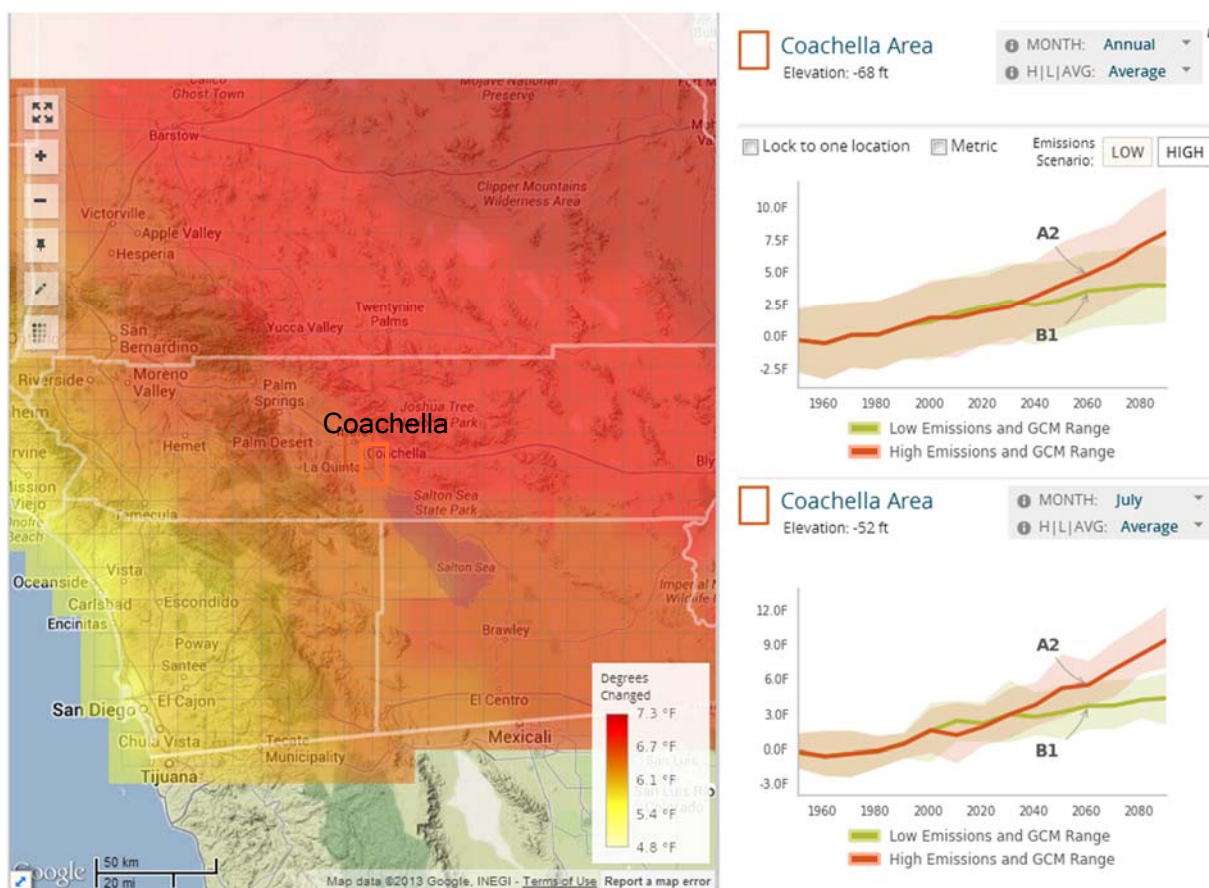 Calico
Ghost Town
Mojave National
Preserve
Barstow
Clipper Mountains
Wilderness Area
Victorville
Apple Valley
Hesperia
Twentynine
Palms
Yucca Valley
San
Bernardino
Riverside
Moreno
Valley
Palm
Springs
Joshua Tree
Park
Coachella
Hemet
Palm Desert
Coachella
La Quinta
Mission
Viejo
Salton Sea
State Park
Temecula
Beach
Oceanside
Vista
Salton Sea
Carlsbad
Escondido
Encinitas
Imperial
Poway
Brawley
Santee
El Cajon
San Diego
El Centro
Chula Vista
Tecate
Municipality
Mexicali
Tijuana
Degrees
Changed
7.3 °F
6.7 °F
6.1 °F
5.4 °F
4.8 °F
50 km
20 mi
Map data ©2013 Google, INEGI - Terms of Use Report a map error
Coachella Area
Elevation: -68 ft
MONTH: Annual
H|L|AVG: Average
Lock to one location
Metric
Emissions
Scenario:
LOW
HIGH
10.0F
7.5F
5.0F
2.5F
0.0F
-2.5F
A2
B1
1960 1980 2000 2020 2040 2060 2080
Low Emissions and GCM Range
High Emissions and GCM Range
Coachella Area
Elevation: -52 ft
MONTH: July
H|L|AVG: Average
12.0F
9.0F
6.0F
3.0F
0.0F
-3.0F
A2
B1
1960 1980 2000 2020 2040 2060 2080
Low Emissions and GCM Range
High Emissions and GCM Range